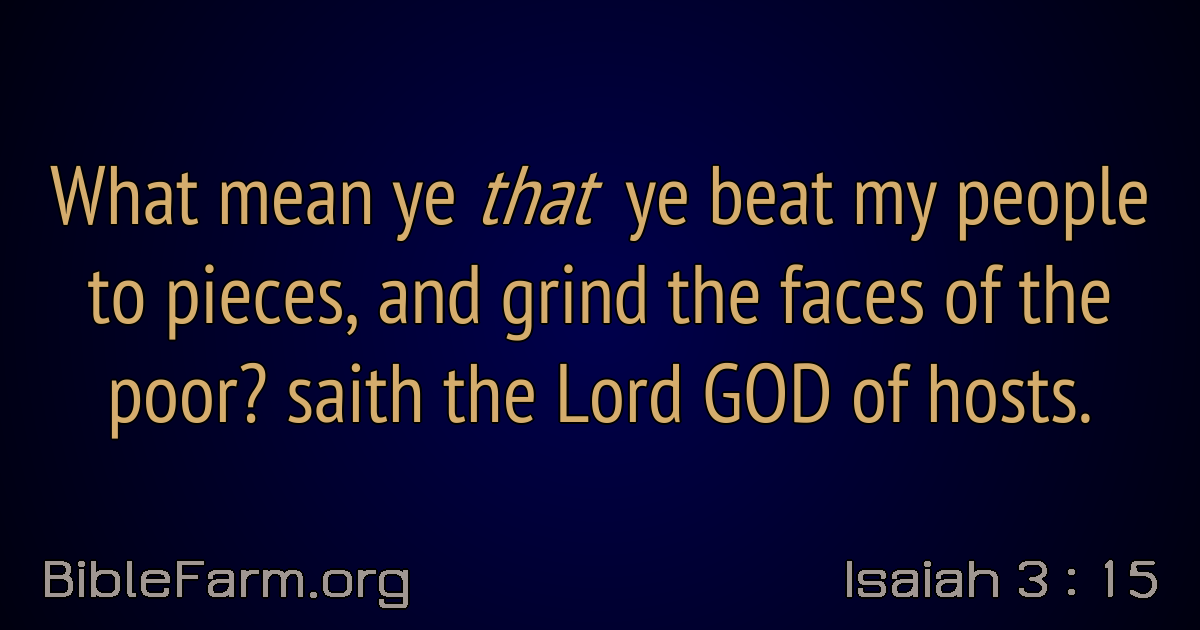 What mean ye that ye beat my people
to pieces, and grind the faces of the
poor? saith the Lord GOD of hosts.
BibleFarm.org
Isaiah 3 : 15